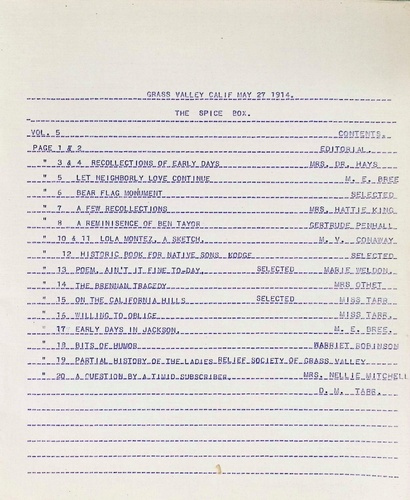 GRASS VALLEY CALIF MAY 27 1914.
THE SPICE BOX.
VOL. 5 CONTENTS.
PAGE 1 & 2 EDITORIAL.
" 3 & 4 RECOLLECTIONS OF EARLY DAYS MRS. DR. HAYS
" 5 LET NEIGHBORLY LOVE CONTINUE M. E. BREE
" 6 BEAR FLAG MONUMENT SELECTED
" 7 A FEW RECOLLECTIONS MRS. HATTIE KING
" 8 A REMINISENCE OF BEN TAYOR GERTRUDE PENHALL
" 10 & 11 LOLA MONTEZ, A SKETCH. M. V. CONAWAY
" 12 HISTORIC BOOK FOR NATIVE SONS KODGE SELECTED
" 13 POEM, AIN'T IT FINE TO-DAY. SELECTED MARIE WELDON.
" 14 THE BRENNAN TRAGEDY MRS OTHET
" 15 ON THE CALIFORNIA HILLS SELECTED MISS TARR
" 16 WILLING TO OBLIGE MISS TARR.
" 17 EARLY DAYS IN JACKSON. M. E. BREE.
" 18 BITS OF HUMOR HARRIET ROBINSON
" 19 PARTIAL HISTORY OF THE LADIES RELIEF SOCIETY OF GRASS VALLEY
" 20 A QUESTION BY A TIMID SUBSCRIBER. MRS. NELLIE MITCHELL
D. M. TARR.